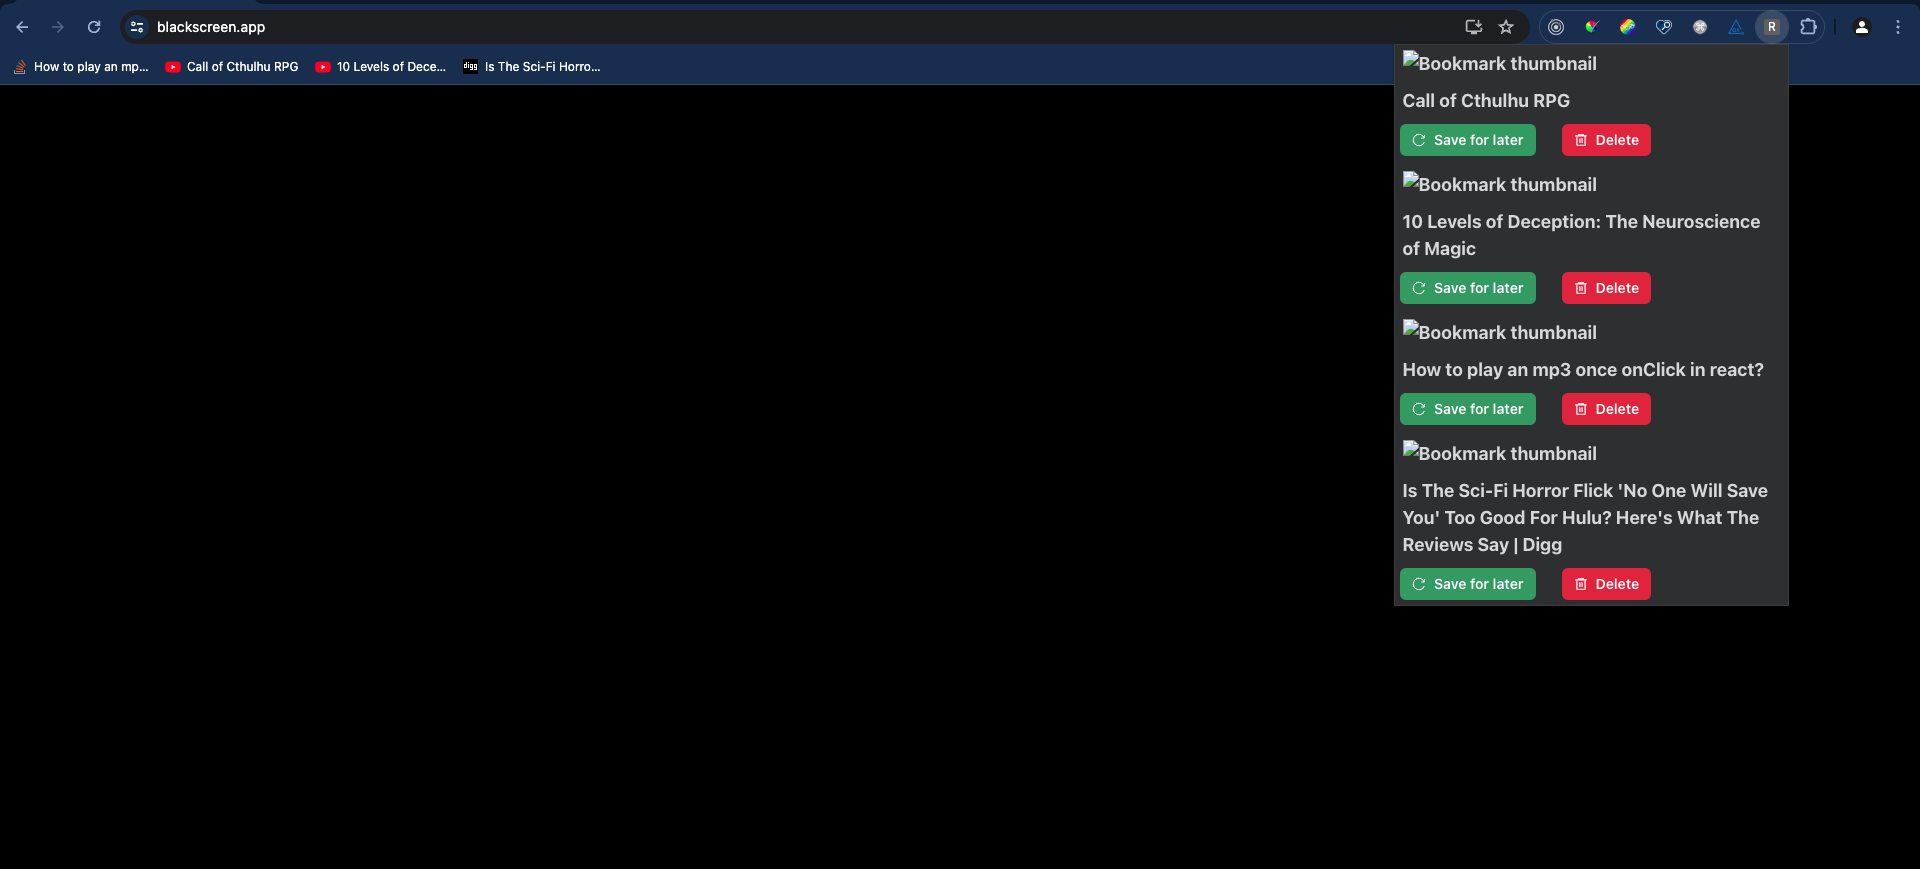 blackscreen.app
R
How to play an mp...
Call of Cthulhu RPG
10 Levels of Dece...
digg
Is The Sci-Fi Horro...
Bookmark thumbnail
Call of Cthulhu RPG
Save for later
Delete
Bookmark thumbnail
10 Levels of Deception: The Neuroscience
of Magic
Save for later
Delete
Bookmark thumbnail
How to play an mp3 once onClick in react?
Save for later
Delete
Bookmark thumbnail
Is The Sci-Fi Horror Flick 'No One Will Save
You' Too Good For Hulu? Here's What The
Reviews Say | Digg
Save for later
Delete